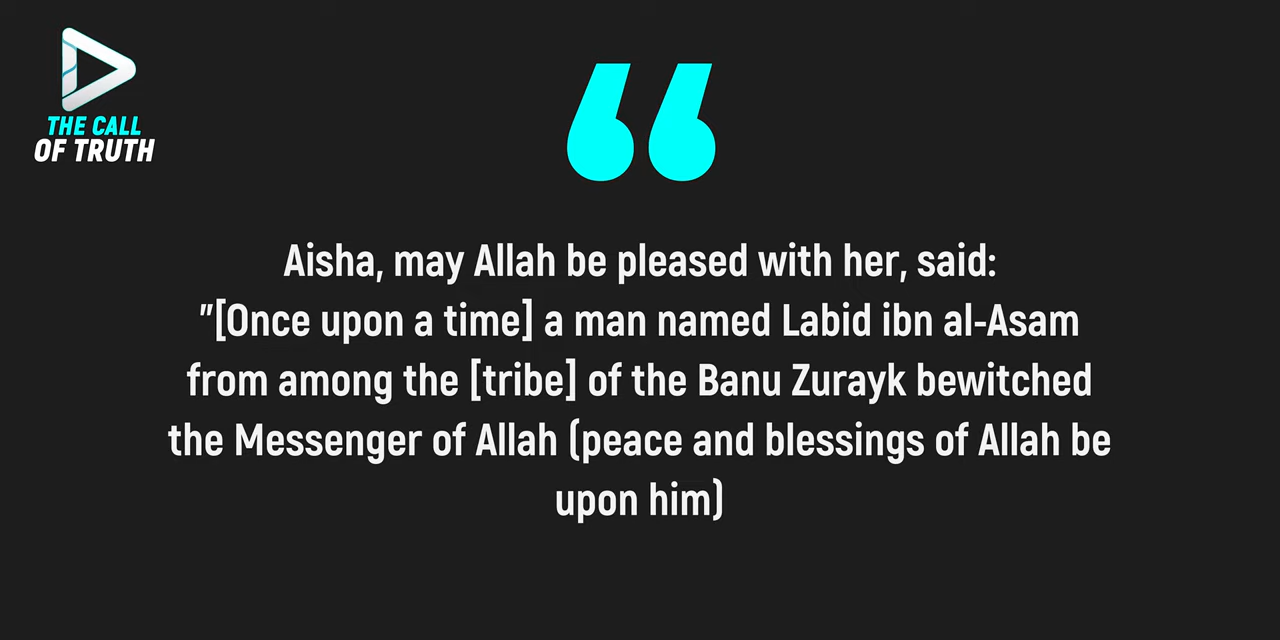 THE CALL
OF TRUTH
“
Aisha, may Allah be pleased with her, said:
"[Once upon a time] a man named Labid ibn al-Asam
from among the [tribe] of the Banu Zurayk bewitched
the Messenger of Allah (peace and blessings of Allah be
upon him)